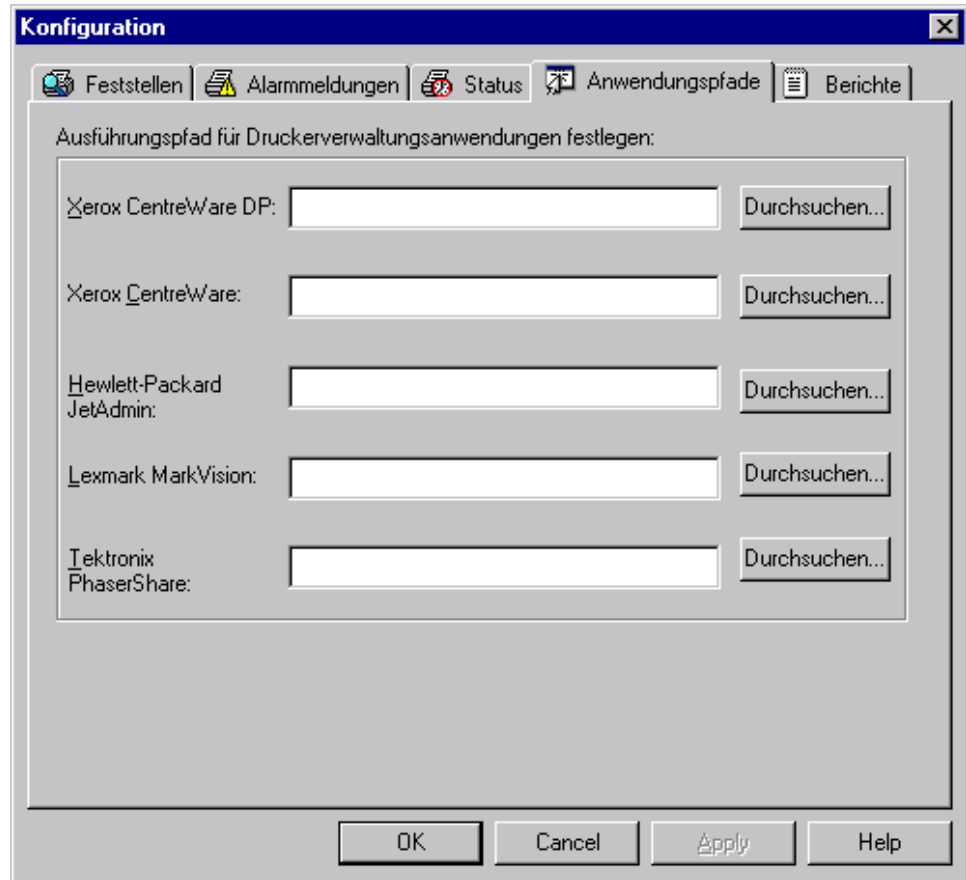 Konfiguration
Feststellen Alarmmeldungen Status Anwendungspfade Berichte
Ausführungspfad für Druckerverwaltungsanwendungen festlegen:
Xerox CentreWare DP: Durchsuchen...
Xerox CentreWare: Durchsuchen...
Hewlett-Packard
JetAdmin: Durchsuchen...
Lexmark MarkVision: Durchsuchen...
Tektronix
PhaserShare: Durchsuchen...
OK Cancel Apply Help